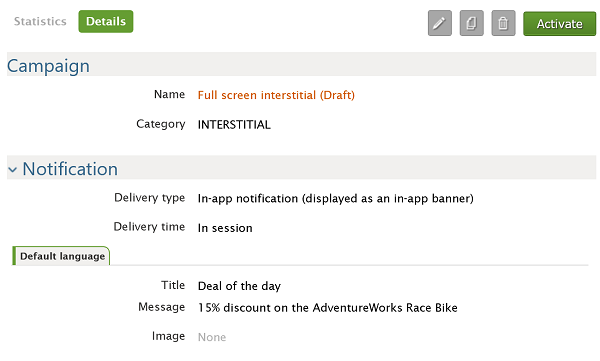 Statistics Details Activate
Campaign
Name Full screen interstitial (Draft)
Category INTERSTITIAL
Notification
Delivery type In-app notification (displayed as an in-app banner)
Delivery time In session
Default language
Title Deal of the day
Message 15% discount on the AdventureWorks Race Bike
Image None